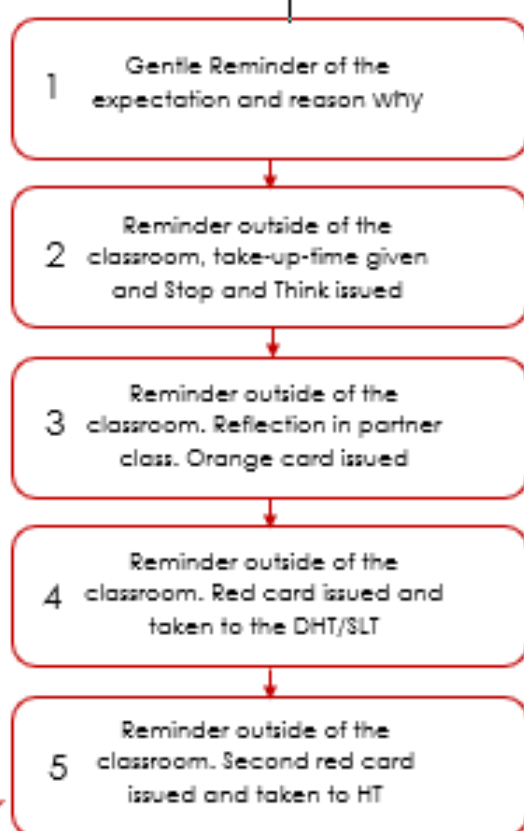 1
Gentle Reminder of the
expectation and reason why
2
Reminder outside of the
classroom, take-up-time given
and Stop and Think issued
3
Reminder outside of the
classroom. Reflection in partner
class. Orange card issued
4
Reminder outside of the
classroom. Red card issued and
taken to the DHT/SLT
5
Reminder outside of the
classroom. Second red card
issued and taken to HT